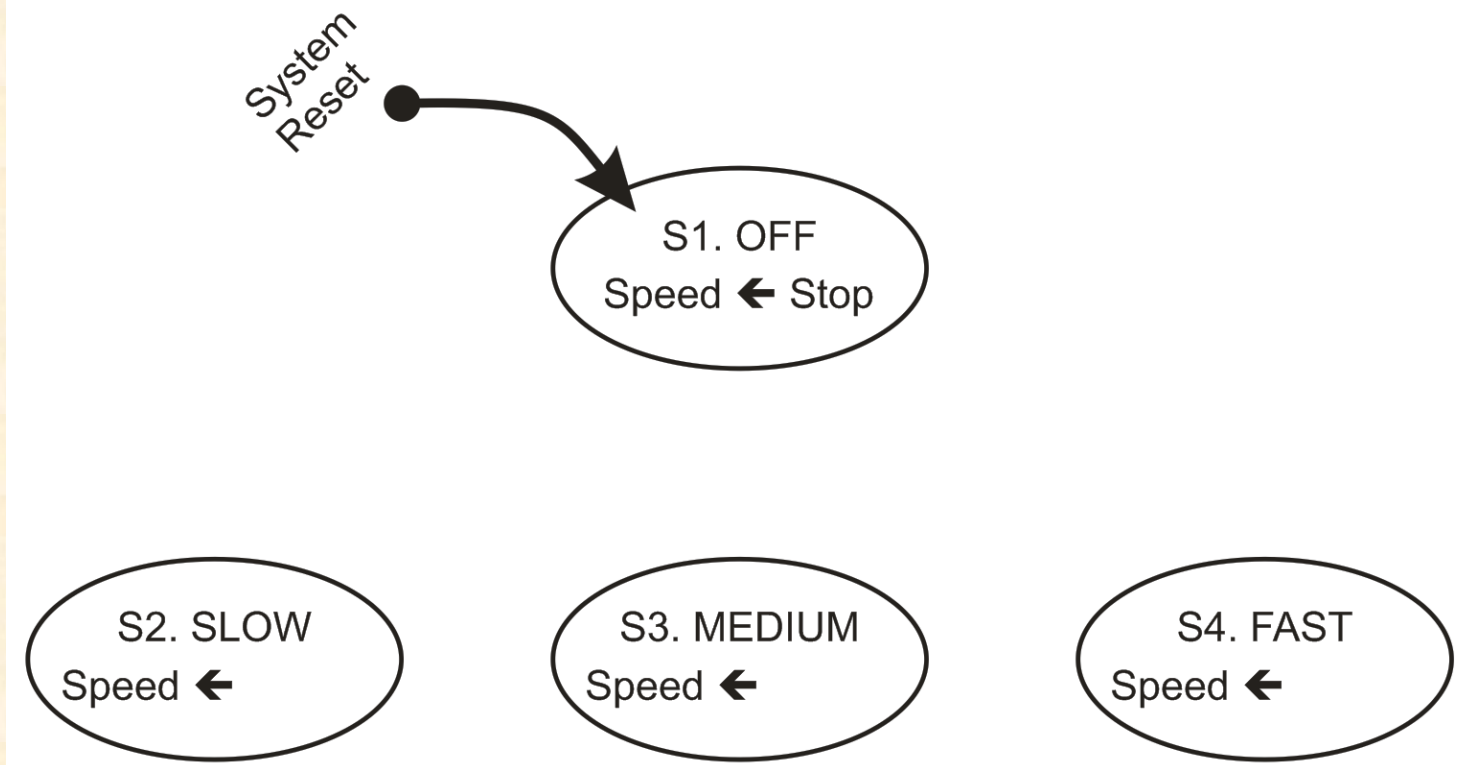 System
Reset
S1. OFF
Speed 🡰 Stop
S2. SLOW
Speed 🡰
S3. MEDIUM
Speed 🡰
S4. FAST
Speed 🡰